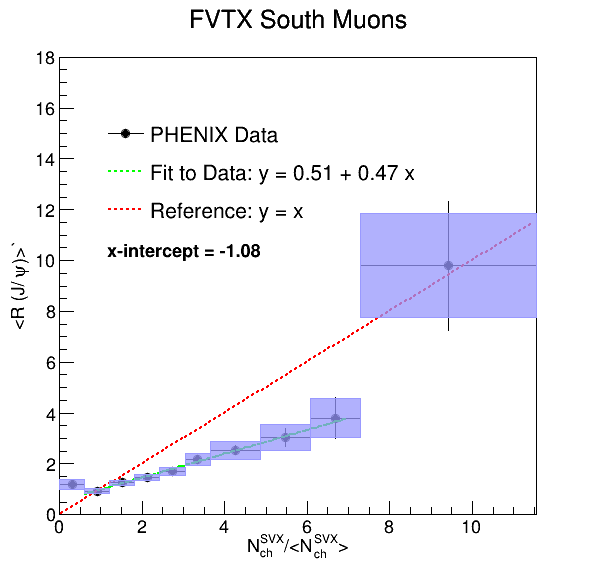 FVTX South Muons
<R (J/ψ)>`
18
16
14
12
10
8
6
4
2
0
PHENIX Data
Fit to Data: y = 0.51 + 0.47 x
Reference: y = x
x-intercept = -1.08
0 2 4 6 8 10
N_ch^SVX/<N_ch^SVX>